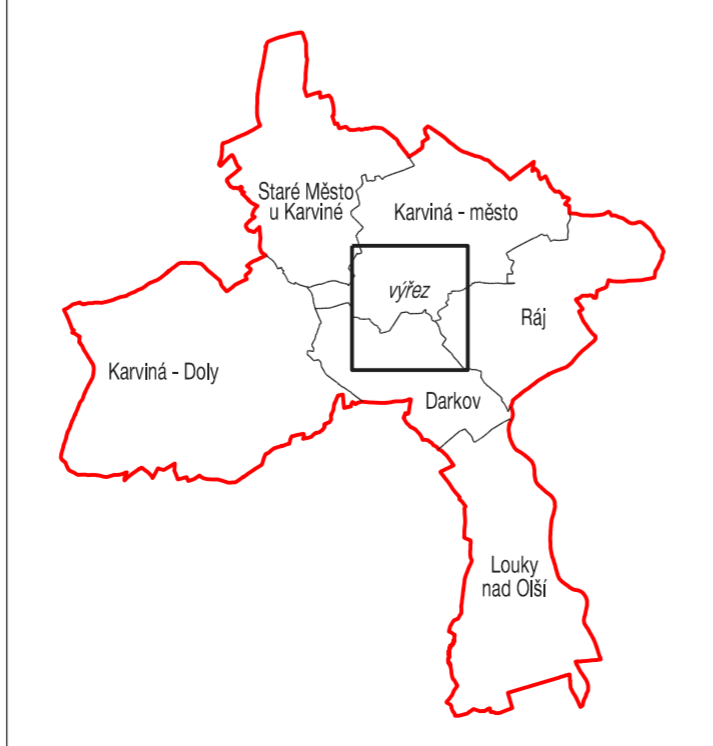 Staré Město
u Karviné
Karviná - město
výřez
Ráj
Karviná - Doly
Darkov
Louky
nad Olší